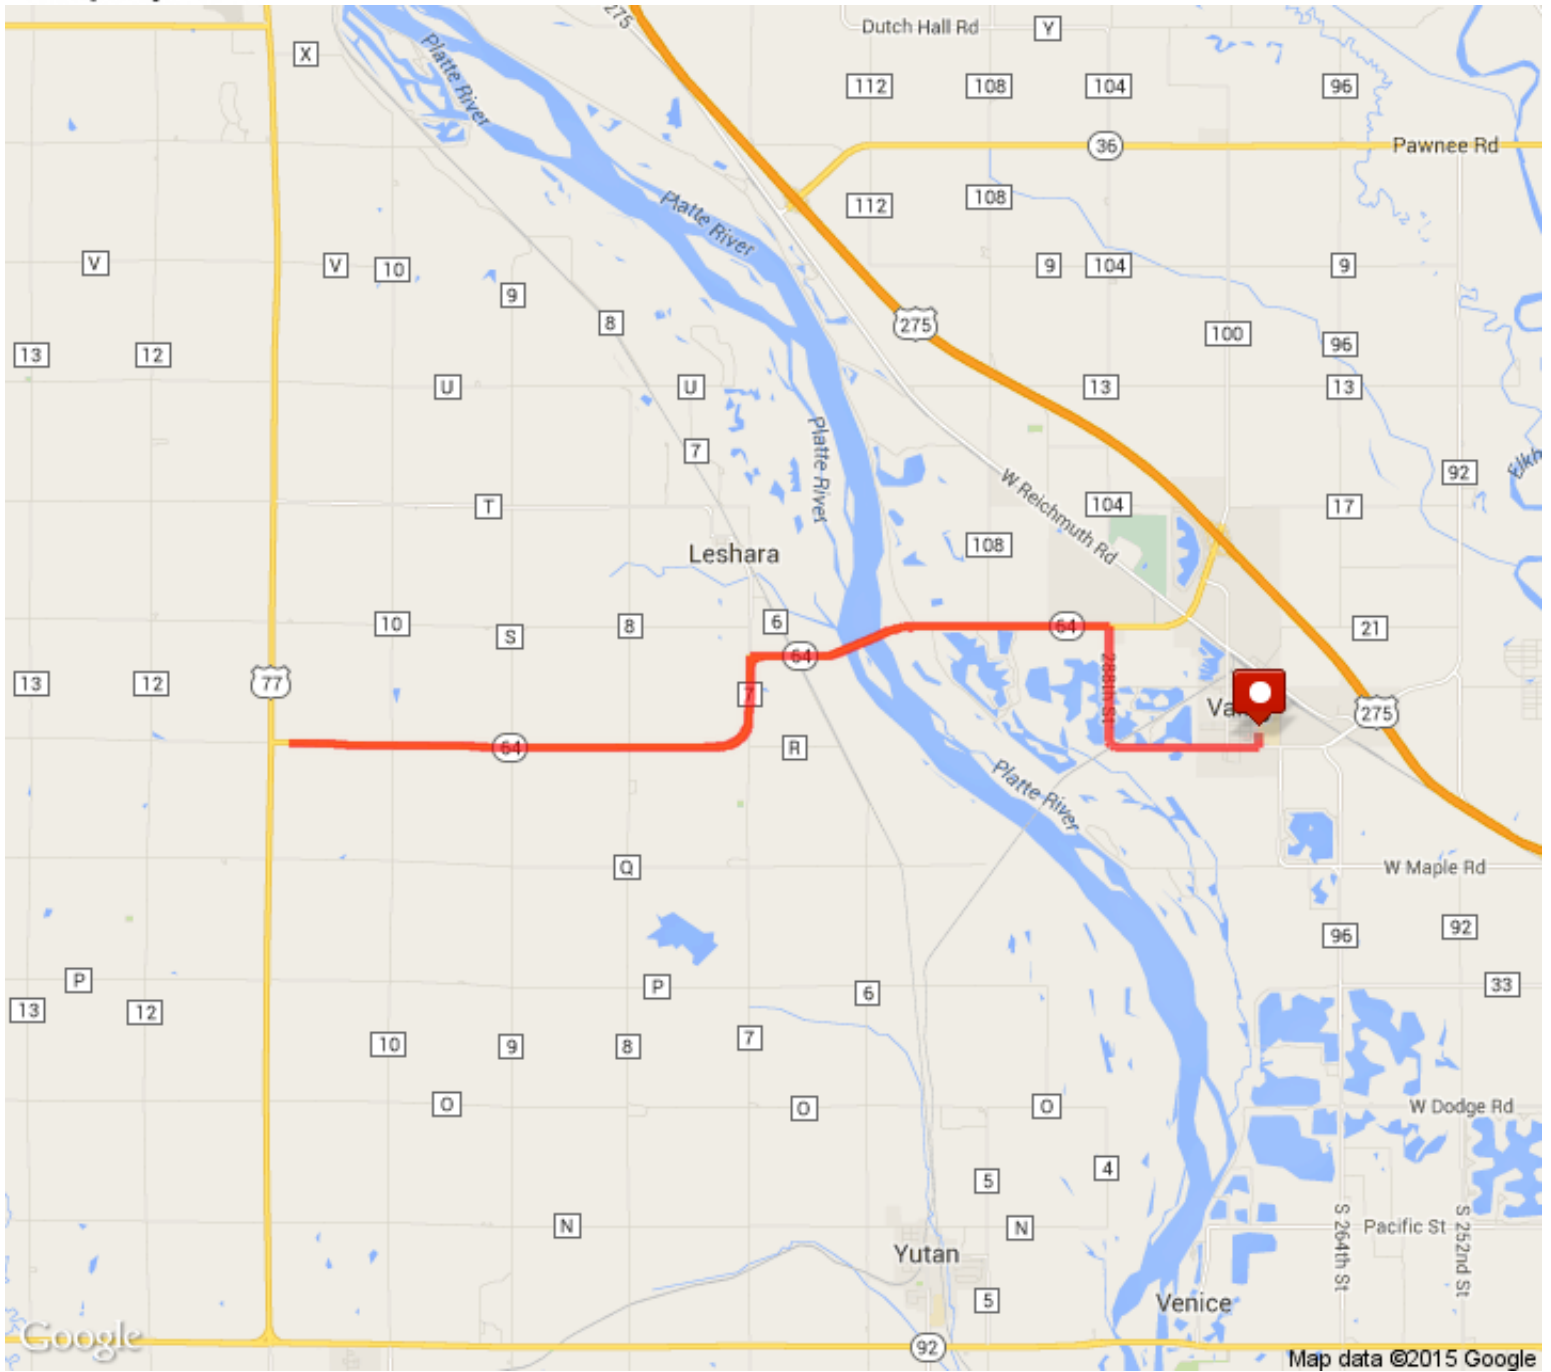 275
Dutch Hall Rd
Y
X
Platte River
112
108
104
96
36
Pawnee Rd
Platte River
112
108
V
V
10
9
104
9
9
8
275
100
96
13
12
U
U
13
13
Platte River
7
W Reichmuth Rd
92
T
104
17
Leshara
108
10
S
8
6
64
21
64
13
12
77
7
288th St
275
64
R
Platte River
Q
W Maple Rd
96
92
P
P
6
33
13
12
10
9
8
7
O
O
O
W Dodge Rd
4
5
N
N
S 264th St
Pacific St
S 252nd St
Yutan
5
Venice
Google
92
Map data ©2015 Google